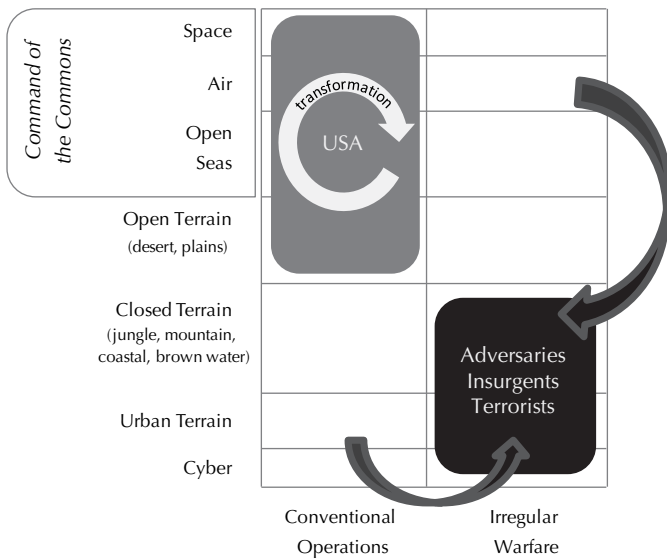 Command of
the Commons
Space
Air
Open
Seas
transformation
USA
Open Terrain
(desert, plains)
Closed Terrain
(jungle, mountain,
coastal, brown water)
Adversaries
Insurgents
Terrorists
Urban Terrain
Cyber
Conventional
Operations
Irregular
Warfare